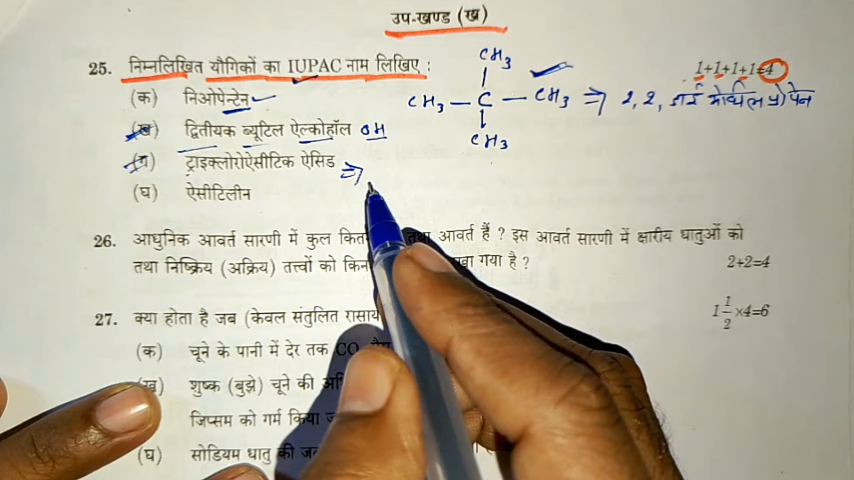 उप-खण्ड (ख)
25. निम्नलिखित यौगिकों का IUPAC नाम लिखिए : 1+1+1+1=4
CH3
|
(क) निओपेन्टेन CH3 — C — CH3 ⇒ 2, 2, डाई मेथिल प्रोपेन
|
CH3
(ख) द्वितीयक ब्यूटिल ऐल्कोहॉल OH
(ग) ट्राइक्लोरोऐसीटिक ऐसिड ⇒
(घ) ऐसीटिलीन
26. आधुनिक आवर्त सारणी में कुल तथा आवर्त हैं ? इस आवर्त सारणी में क्षारीय धातुओं को
तथा निष्क्रिय (अक्रिय) तत्त्वों को गया है ? 2+2=4
27. क्या होता है जब (केवल संतुलित 1 1/2 ×4=6
(क) चूने के पानी में देर तक CO
(ख) शुष्क (बुझे) चूने की
जिप्सम को गर्म किया
(घ) सोडियम धातु की